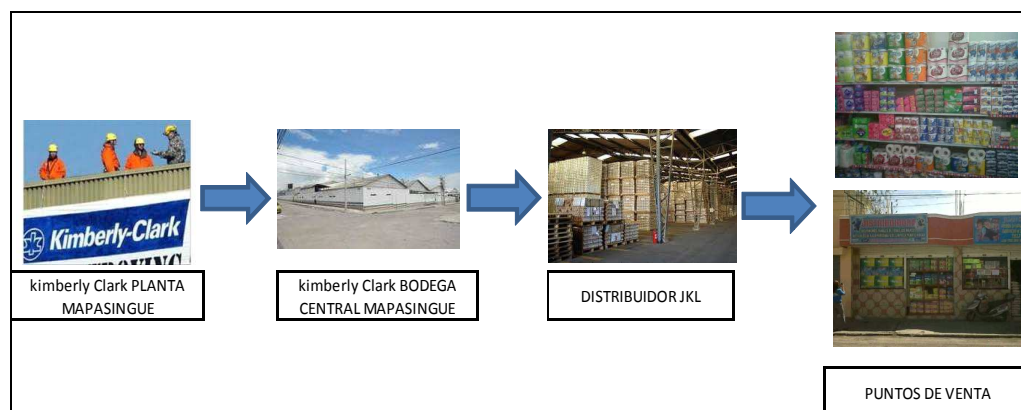 Kimberly-Clark
kimberly Clark PLANTA
MAPASINGUE
kimberly Clark BODEGA
CENTRAL MAPASINGUE
DISTRIBUIDOR JKL
PUNTOS DE VENTA